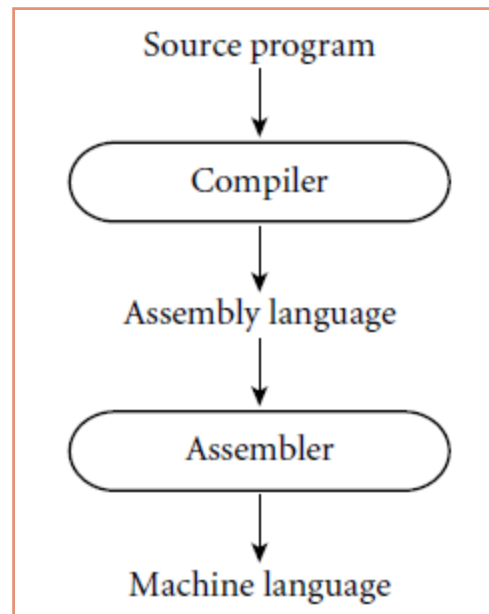 Source program
Compiler
Assembly language
Assembler
Machine language